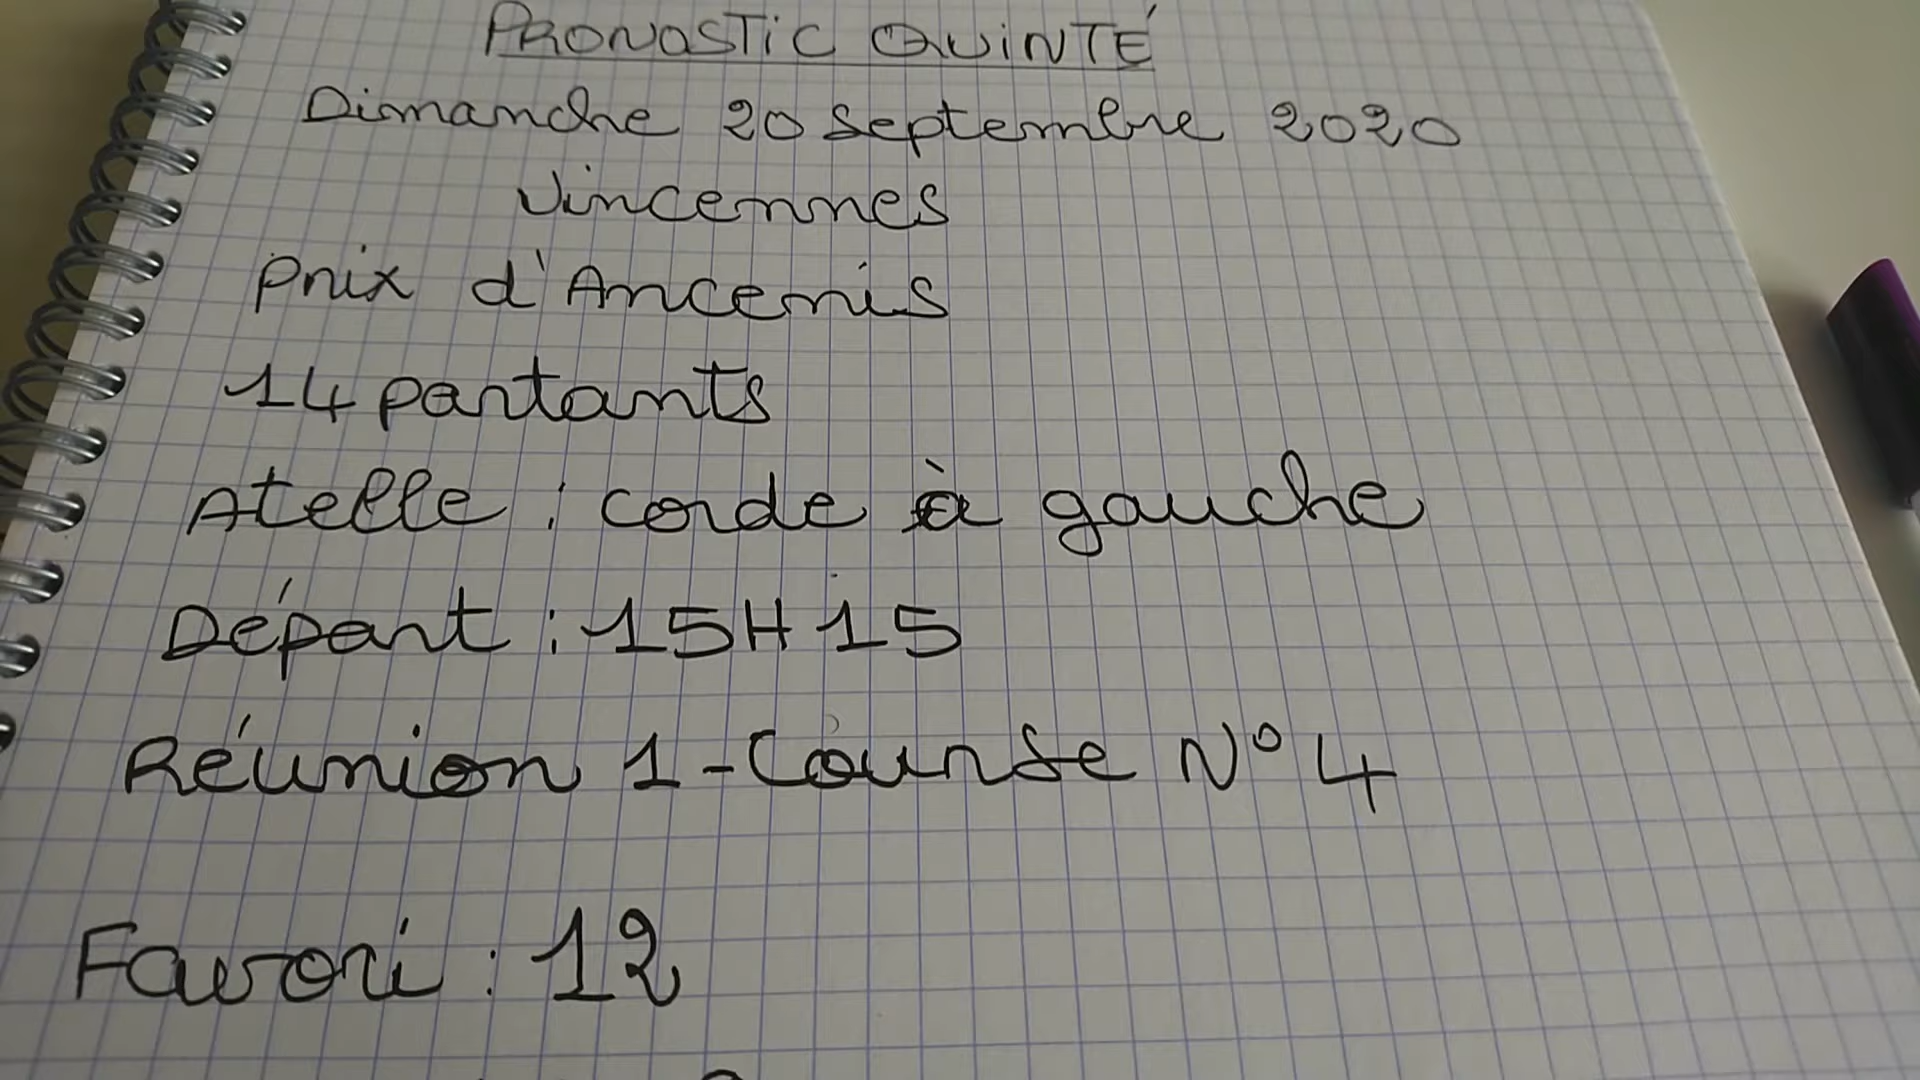 PRONOSTIC QUINTÉ
Dimanche 20 septembre 2020
Vincennes
Prix d'Ancenis
14 partants
Attelé : corde à gauche
Départ : 15H15
Réunion 1 - Course N° 4
Favori : 12